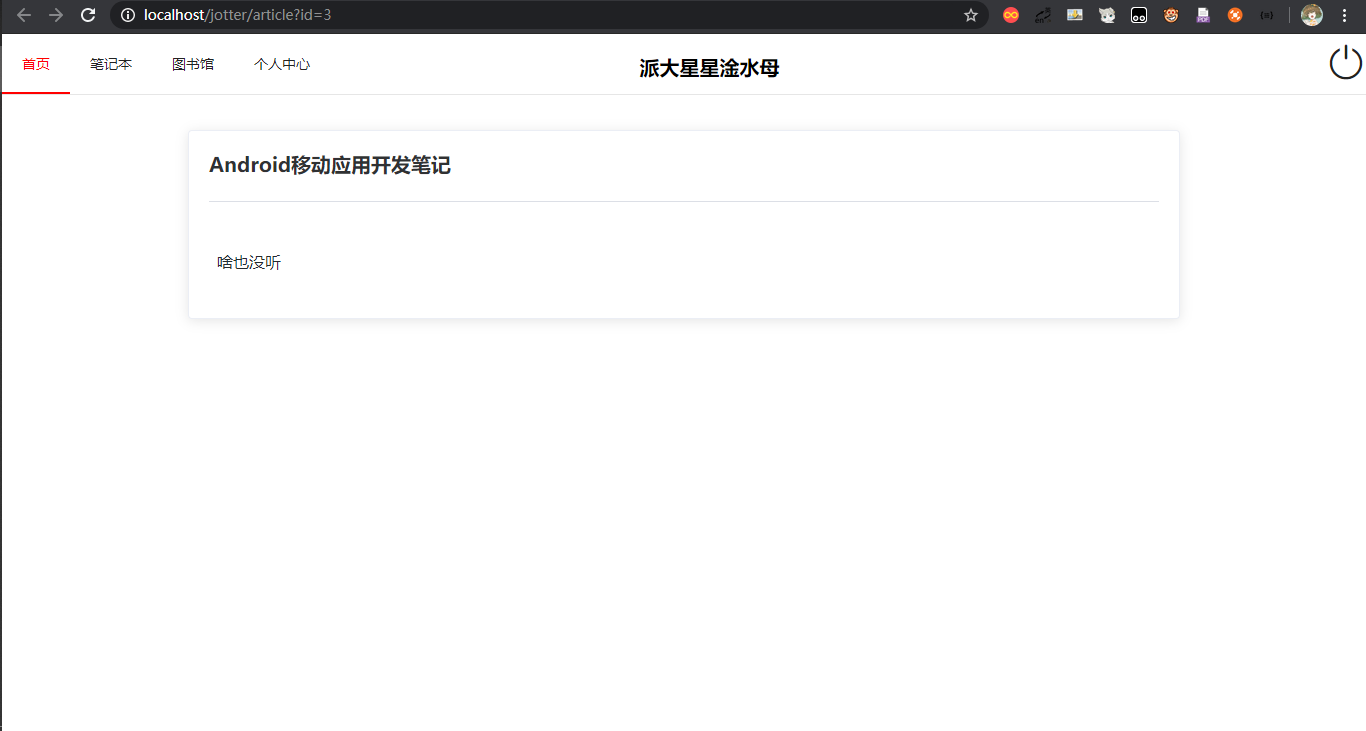 localhost/jotter/article?id=3
首页 笔记本 图书馆 个人中心 派大星星淦水母
Android移动应用开发笔记
啥也没听